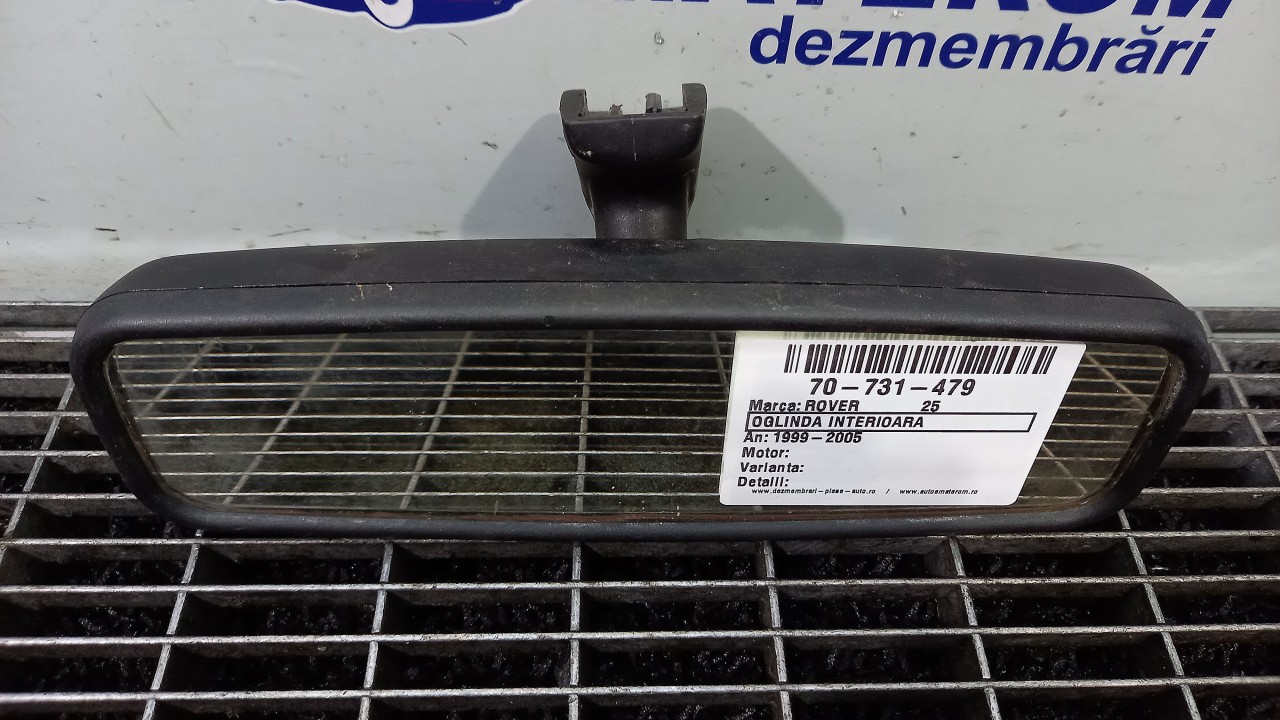 dezmembrări
70-731-479
Marca: ROVER 25
OGLINDA INTERIOARA
An: 1999-2005
Motor:
Varianta:
Detalii:
www.dezmembrari-piese-auto.ro / www.autoematerom.ro